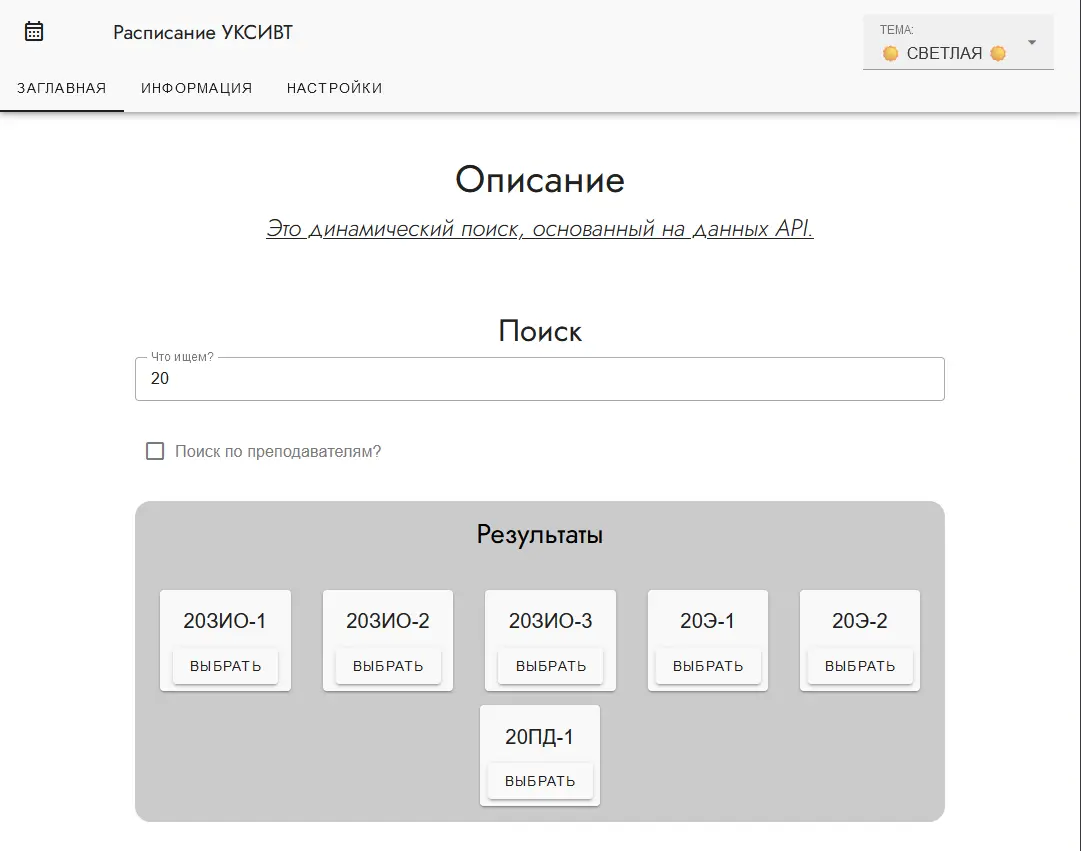 Расписание УКСИВТ
ТЕМА:
🌞 СВЕТЛАЯ 🌞
ЗАГЛАВНАЯ ИНФОРМАЦИЯ НАСТРОЙКИ
Описание
Это динамический поиск, основанный на данных API.
Поиск
Что ищем?
20
Поиск по преподавателям?
Результаты
20ЗИО-1 20ЗИО-2 20ЗИО-3 20Э-1 20Э-2
ВЫБРАТЬ ВЫБРАТЬ ВЫБРАТЬ ВЫБРАТЬ ВЫБРАТЬ
20ПД-1
ВЫБРАТЬ